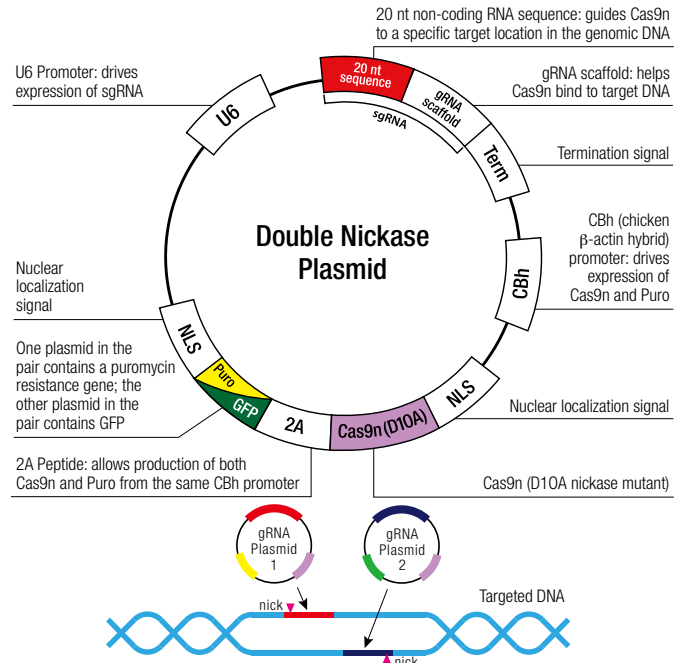 20 nt non-coding RNA sequence: guides Cas9n
to a specific target location in the genomic DNA
U6 Promoter: drives
expression of sgRNA
gRNA scaffold: helps
Cas9n bind to target DNA
20 nt
sequence
gRNA
scaffold
sgRNA
U6
Term
Termination signal
Double Nickase
Plasmid
CBh (chicken
β-actin hybrid)
promoter: drives
expression of
Cas9n and Puro
CBh
Nuclear
localization
signal
NLS
One plasmid in the
pair contains a puromycin
resistance gene; the
other plasmid in the
pair contains GFP
Puro
GFP
2A
Cas9n (D10A)
NLS
Nuclear localization signal
2A Peptide: allows production of both
Cas9n and Puro from the same CBh promoter
Cas9n (D10A nickase mutant)
gRNA
Plasmid
1
gRNA
Plasmid
2
Targeted DNA
nick
nick